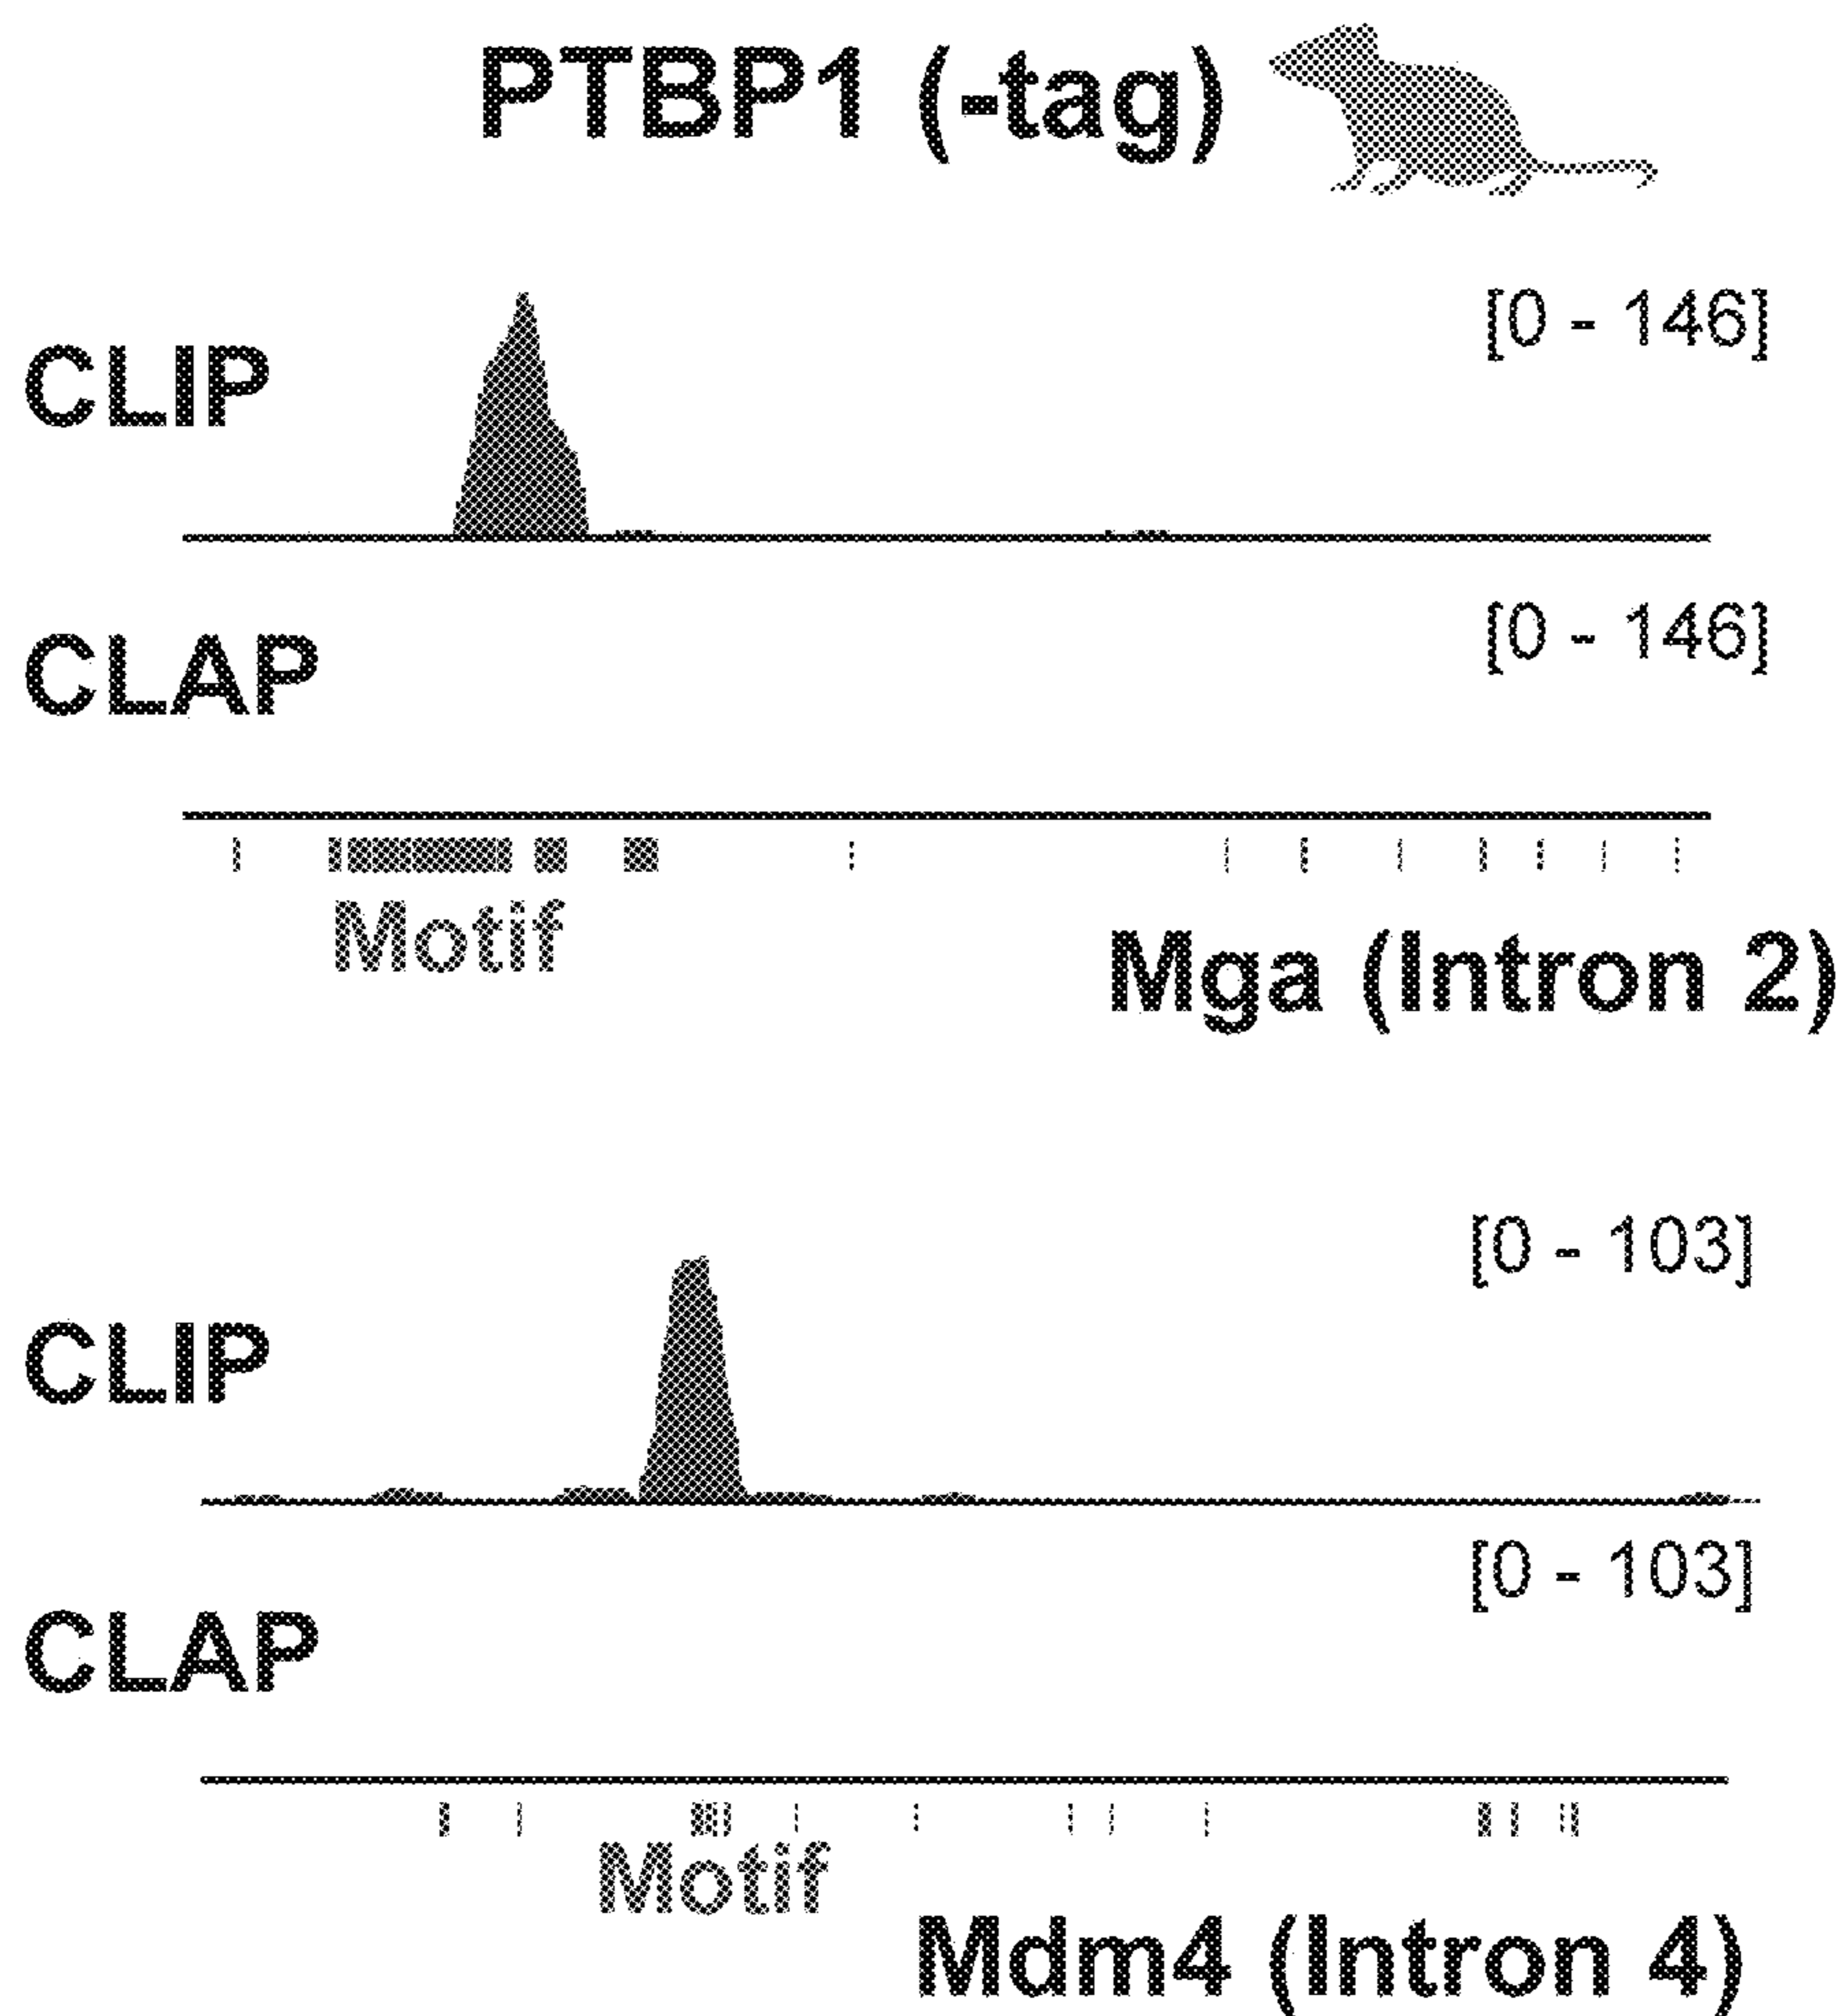 PTBP1 (-tag)
[0 - 146]
CLIP
[0 - 146]
CLAP
Motif
Mga (Intron 2)
[0 - 103]
CLIP
[0 - 103]
CLAP
Motif
Mdm4 (Intron 4)